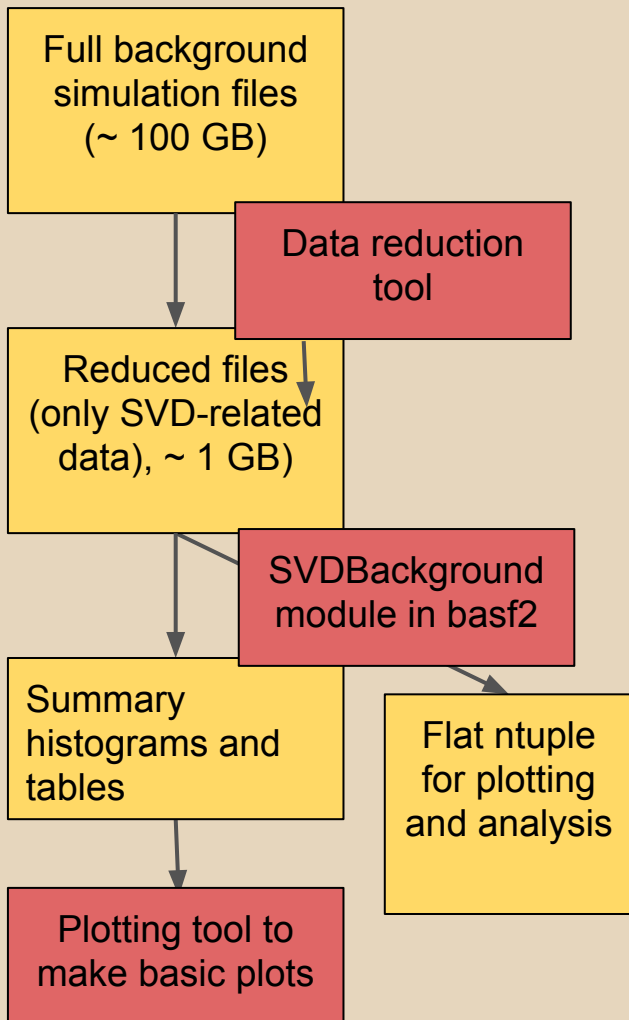 Full background
simulation files
(~ 100 GB)
Data reduction
tool
Reduced files
(only SVD-related
data), ~ 1 GB)
SVDBackground
module in basf2
Summary
histograms and
tables
Flat ntuple
for plotting
and analysis
Plotting tool to
make basic plots